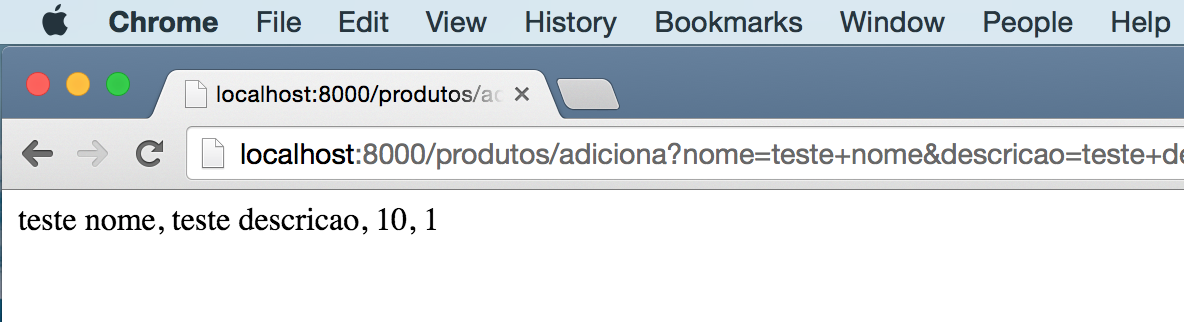 Chrome File Edit View History Bookmarks Window People Help
localhost:8000/produtos/ac
localhost:8000/produtos/adiciona?nome=teste+nome&descricao=teste+de
teste nome, teste descricao, 10, 1